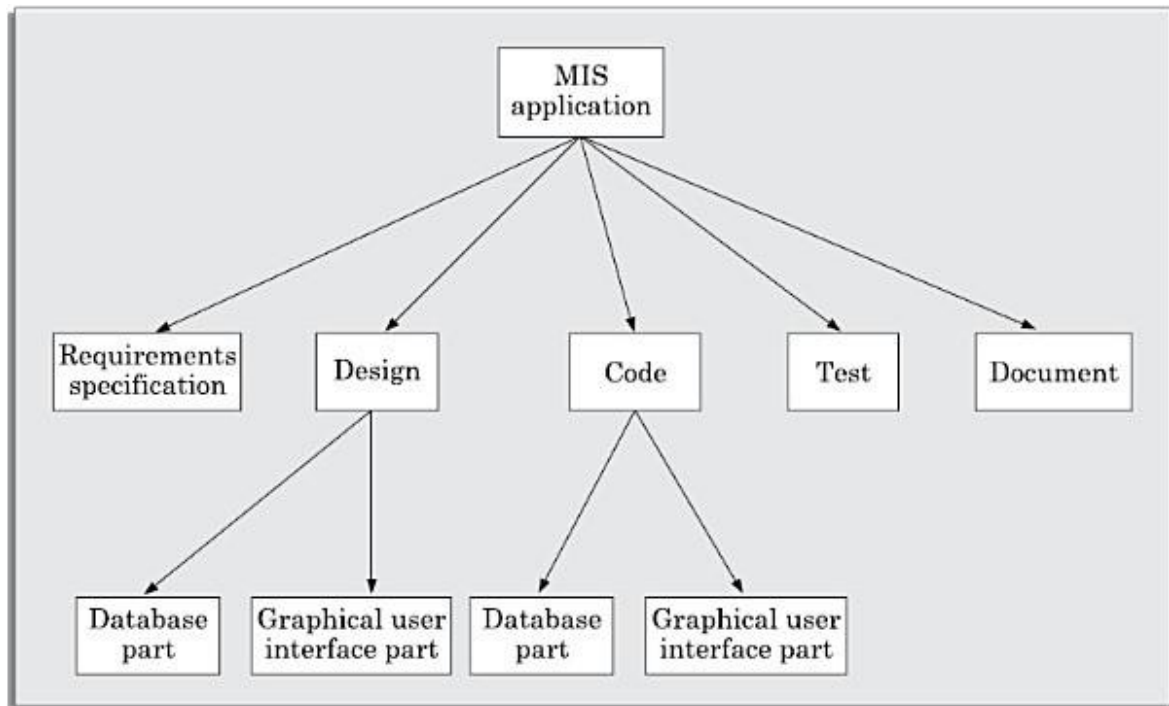 MIS
application
Requirements
specification
Design
Code
Test
Document
Database
part
Graphical user
interface part
Database
part
Graphical user
interface part